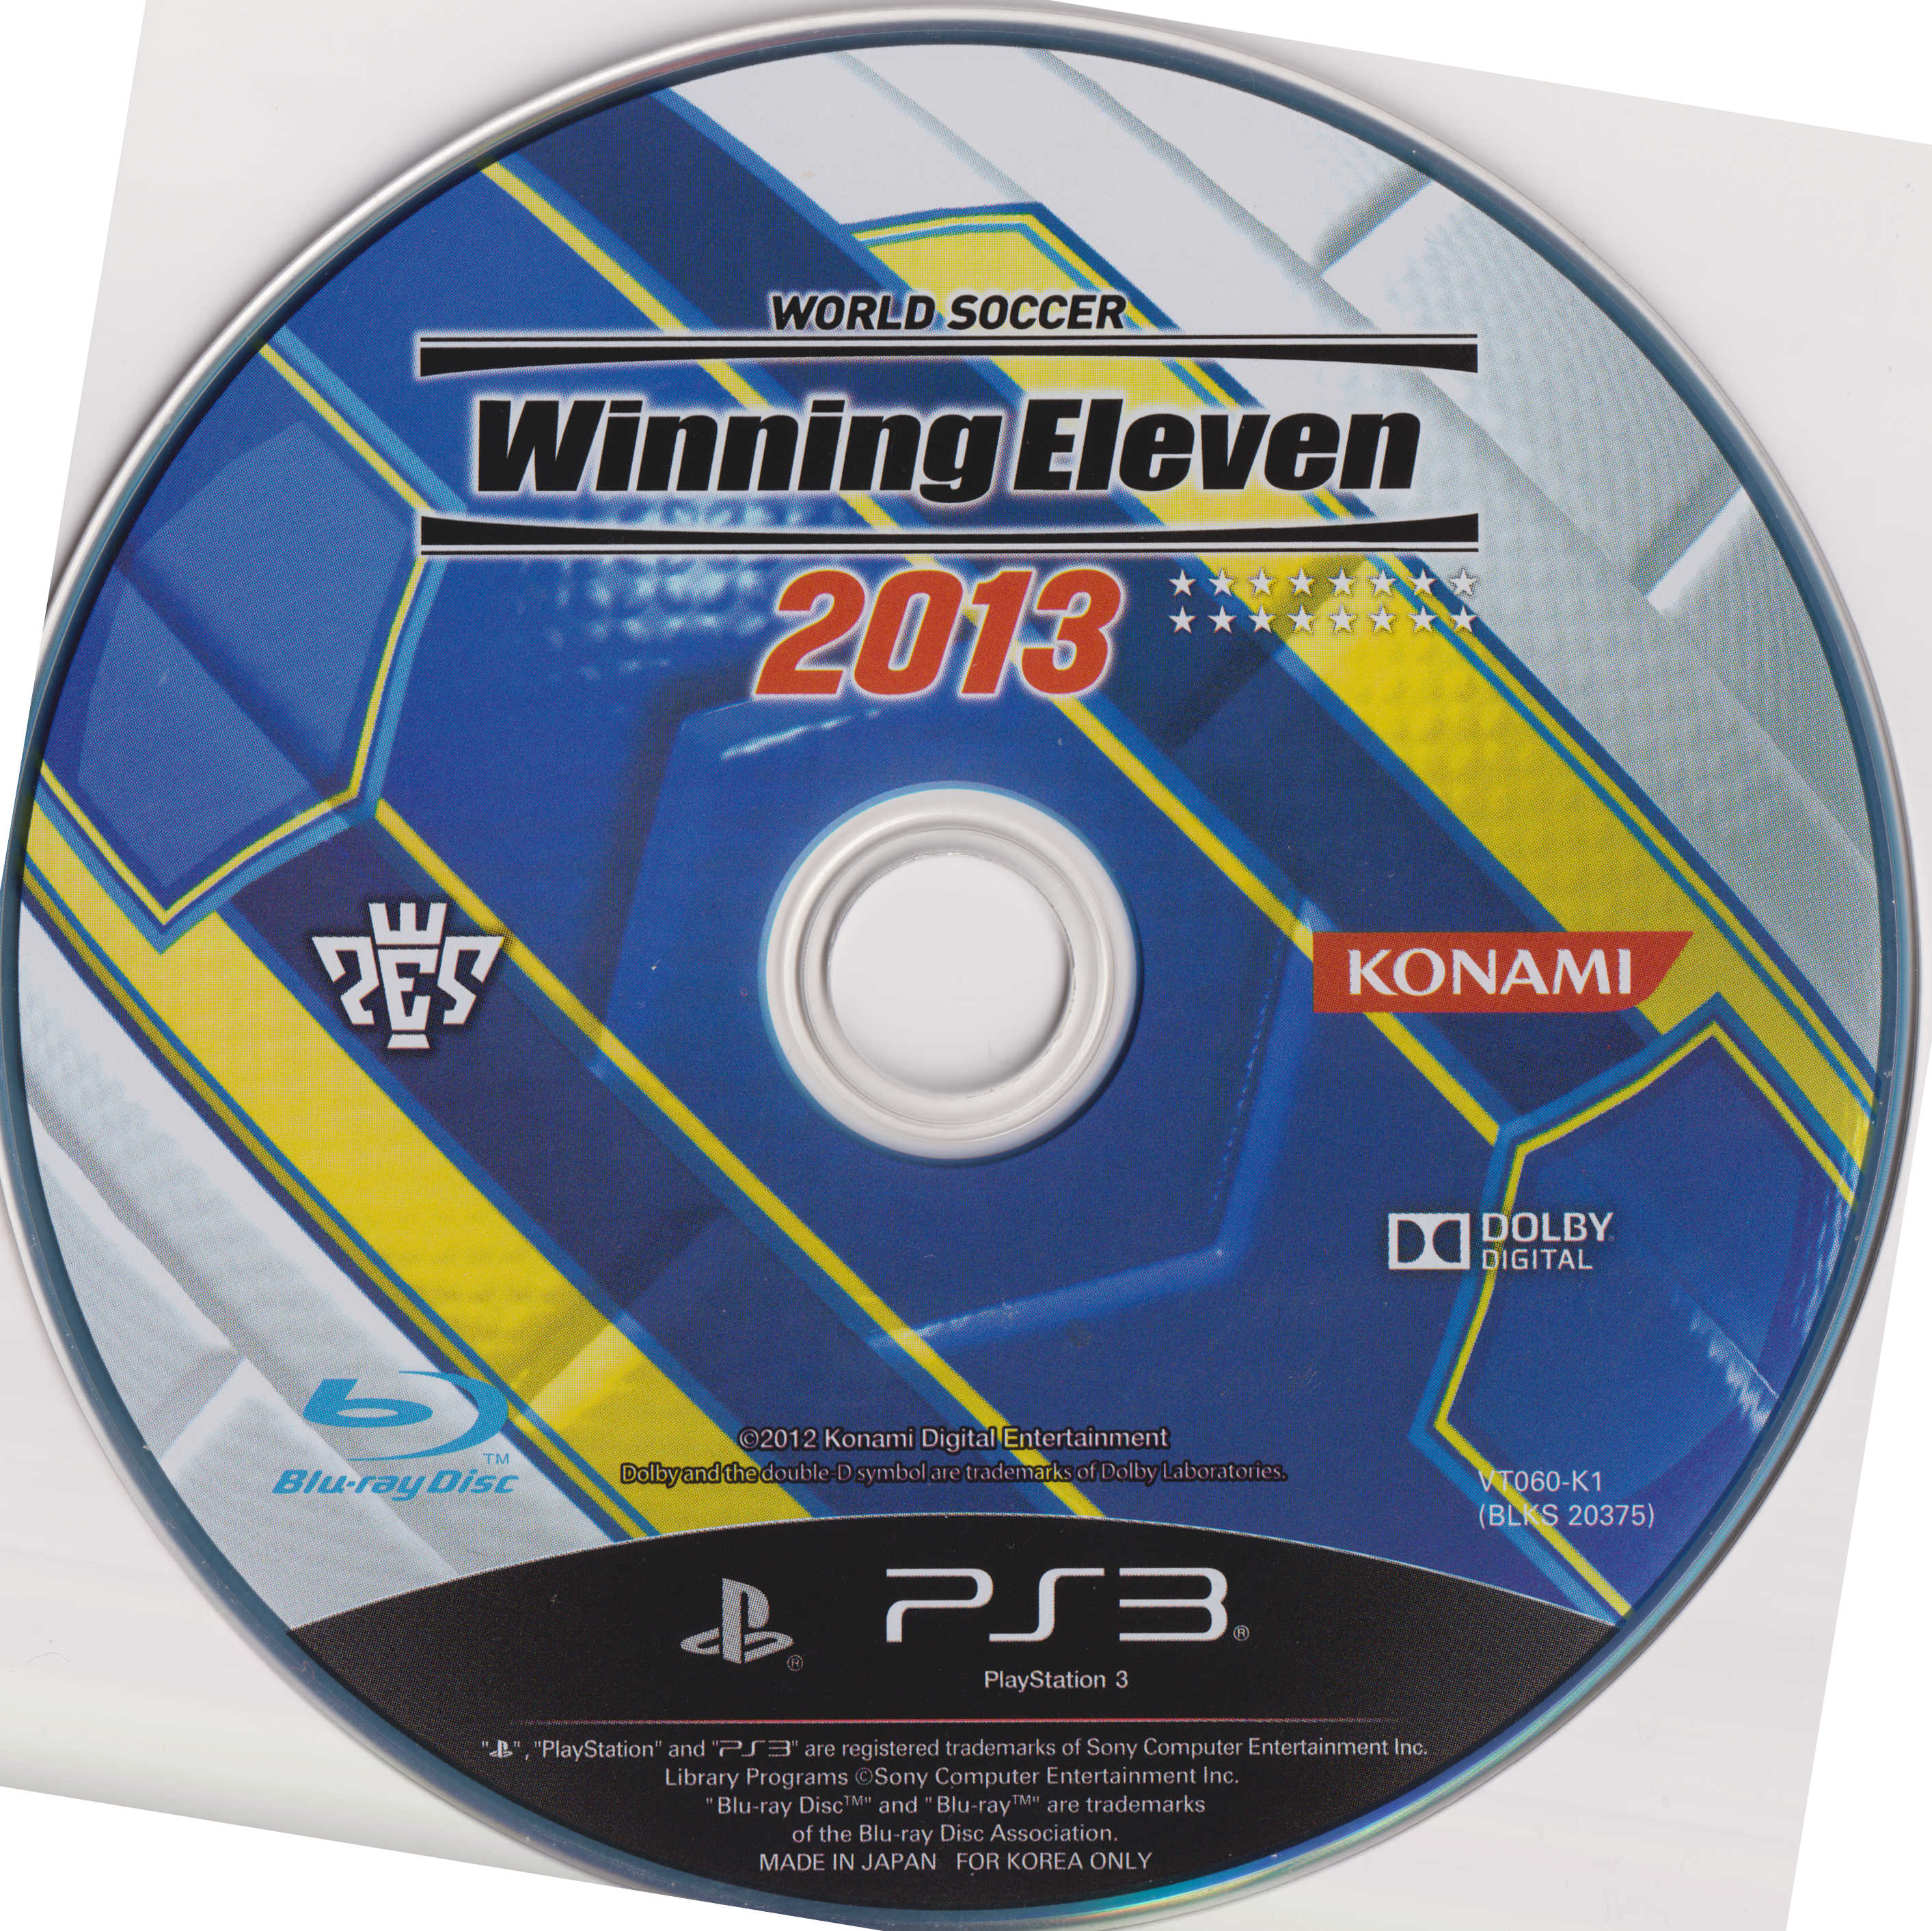 WORLD SOCCER
Winning Eleven
2013
WE
PES
KONAMI
DOLBY
DIGITAL
Blu-ray Disc™
©2012 Konami Digital Entertainment
Dolby and the double-D symbol are trademarks of Dolby Laboratories.
VT060-K1
(BLKS 20375)
PS3®
PlayStation 3
"PS", "PlayStation" and "PS3" are registered trademarks of Sony Computer Entertainment Inc.
Library Programs ©Sony Computer Entertainment Inc.
"Blu-ray Disc™" and "Blu-ray™" are trademarks
of the Blu-ray Disc Association.
MADE IN JAPAN FOR KOREA ONLY